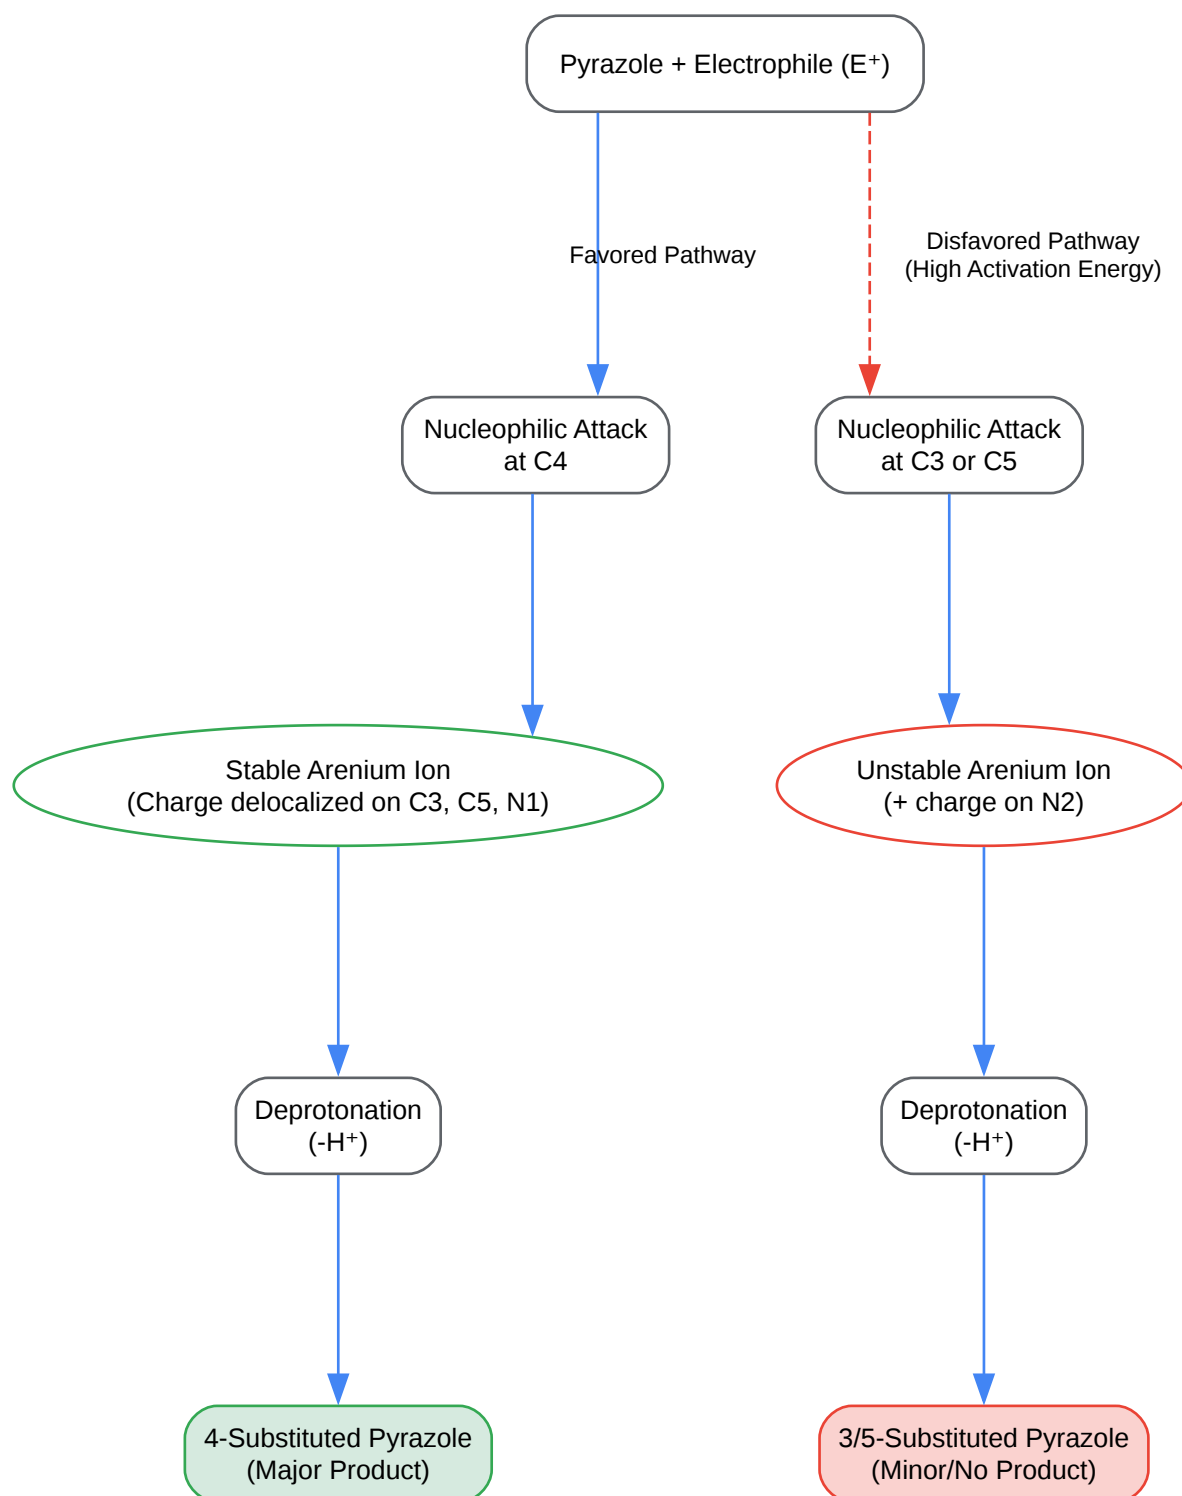 Pyrazole + Electrophile (E⁺)
Favored Pathway
Disfavored Pathway
(High Activation Energy)
Nucleophilic Attack
at C4
Nucleophilic Attack
at C3 or C5
Stable Arenium Ion
(Charge delocalized on C3, C5, N1)
Unstable Arenium Ion
(+ charge on N2)
Deprotonation
(-H⁺)
Deprotonation
(-H⁺)
4-Substituted Pyrazole
(Major Product)
3/5-Substituted Pyrazole
(Minor/No Product)